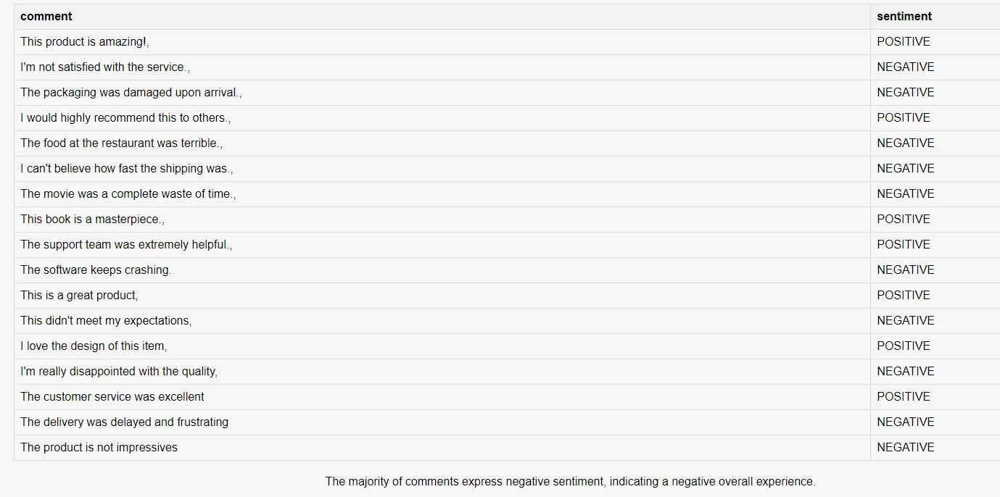 comment sentiment
This product is amazing!, POSITIVE
I'm not satisfied with the service., NEGATIVE
The packaging was damaged upon arrival., NEGATIVE
I would highly recommend this to others., POSITIVE
The food at the restaurant was terrible., NEGATIVE
I can't believe how fast the shipping was., NEGATIVE
The movie was a complete waste of time., NEGATIVE
This book is a masterpiece., POSITIVE
The support team was extremely helpful., POSITIVE
The software keeps crashing. NEGATIVE
This is a great product, POSITIVE
This didn't meet my expectations, NEGATIVE
I love the design of this item, POSITIVE
I'm really disappointed with the quality, NEGATIVE
The customer service was excellent POSITIVE
The delivery was delayed and frustrating NEGATIVE
The product is not impressives NEGATIVE
The majority of comments express negative sentiment, indicating a negative overall experience.